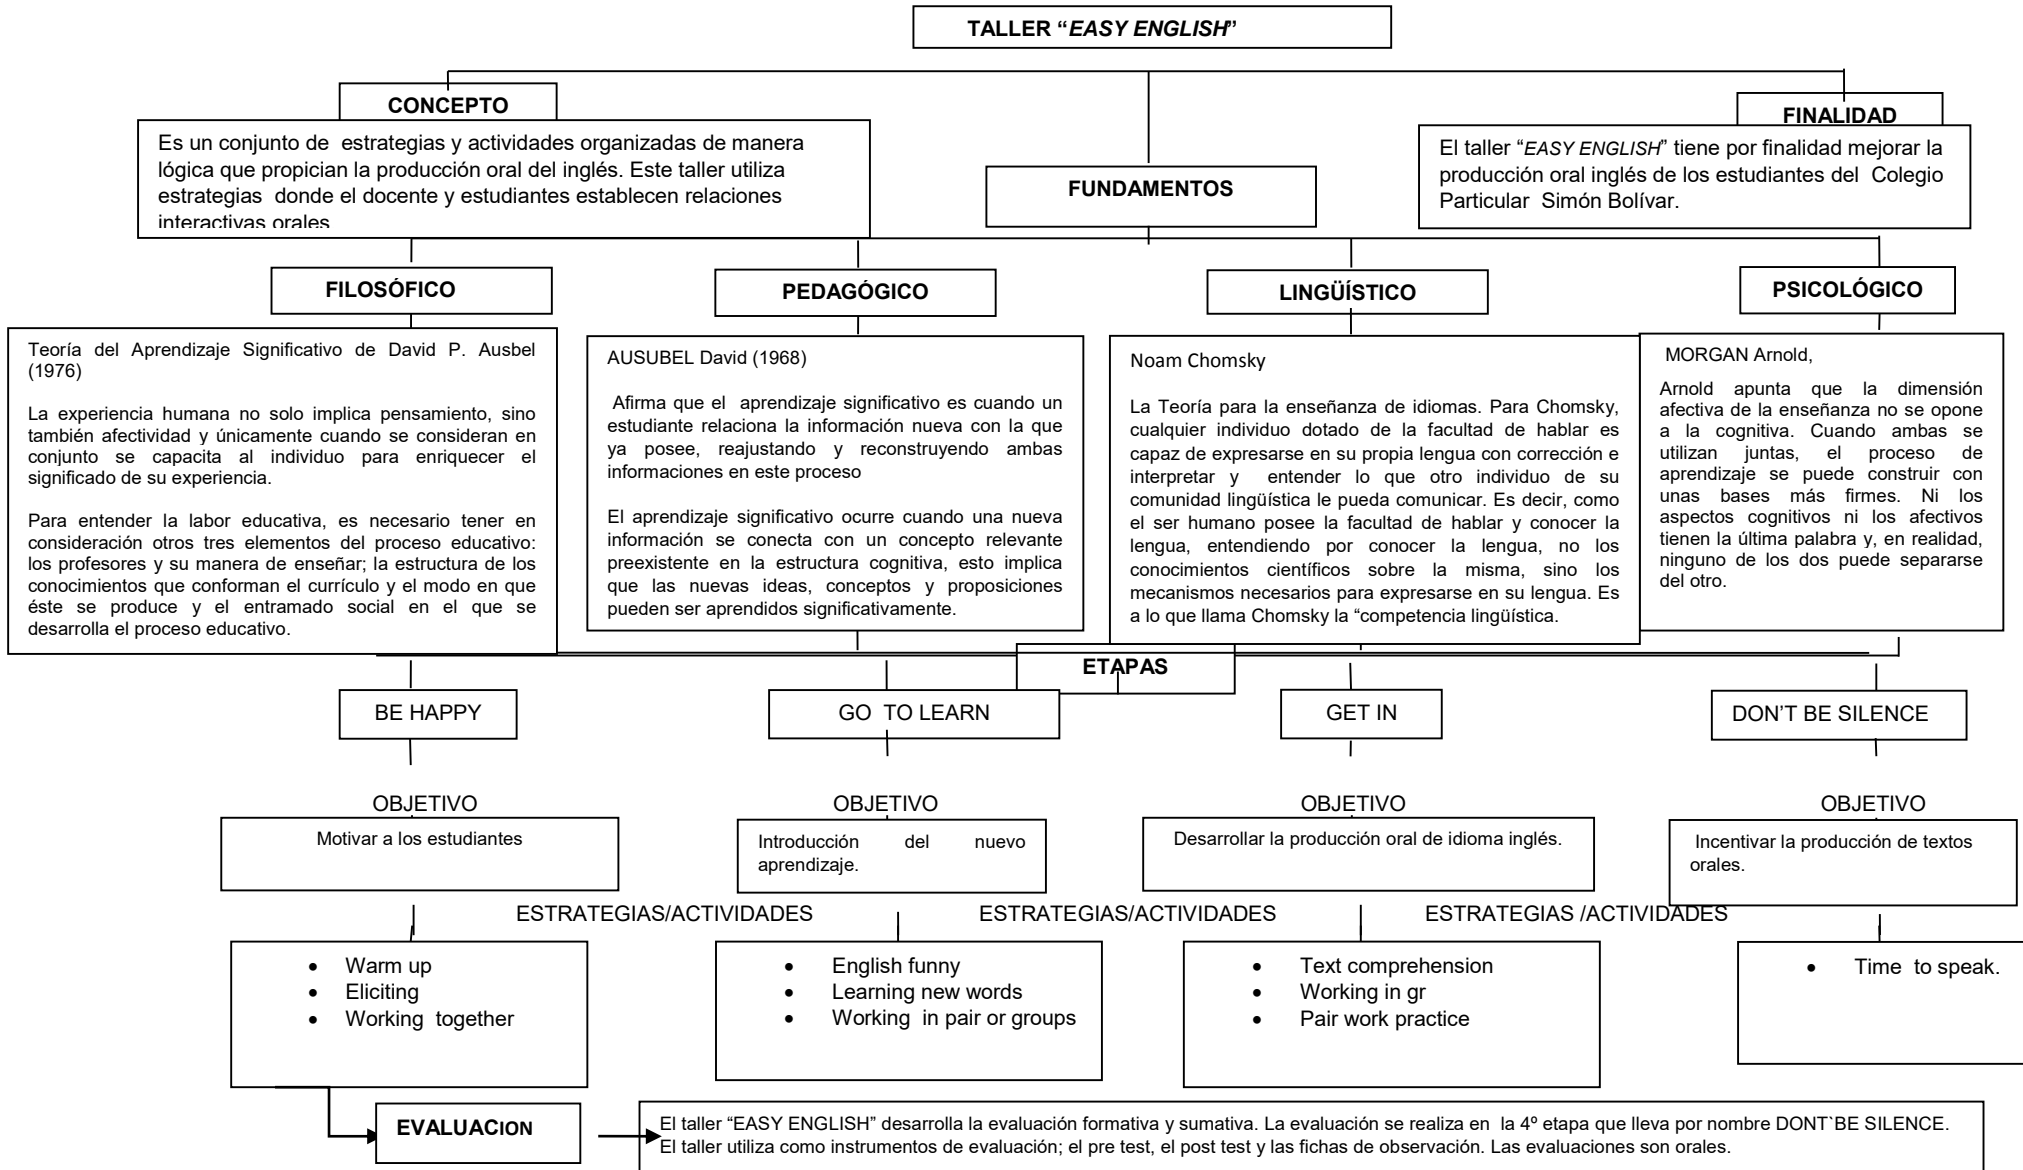 TALLER “EASY ENGLISH”
CONCEPTO
Es un conjunto de estrategias y actividades organizadas de manera
lógica que propician la producción oral del inglés. Este taller utiliza
estrategias donde el docente y estudiantes establecen relaciones
interactivas orales
FUNDAMENTOS
FINALIDAD
El taller “EASY ENGLISH” tiene por finalidad mejorar la
producción oral inglés de los estudiantes del Colegio
Particular Simón Bolívar.
FILOSÓFICO
Teoría del Aprendizaje Significativo de David P. Ausbel
(1976)
La experiencia humana no solo implica pensamiento, sino
también afectividad y únicamente cuando se consideran en
conjunto se capacita al individuo para enriquecer el
significado de su experiencia.
Para entender la labor educativa, es necesario tener en
consideración otros tres elementos del proceso educativo:
los profesores y su manera de enseñar; la estructura de los
conocimientos que conforman el currículo y el modo en que
éste se produce y el entramado social en el que se
desarrolla el proceso educativo.
PEDAGÓGICO
AUSUBEL David (1968)
Afirma que el aprendizaje significativo es cuando un
estudiante relaciona la información nueva con la que
ya posee, reajustando y reconstruyendo ambas
informaciones en este proceso
El aprendizaje significativo ocurre cuando una nueva
información se conecta con un concepto relevante
preexistente en la estructura cognitiva, esto implica
que las nuevas ideas, conceptos y proposiciones
pueden ser aprendidos significativamente.
LINGÜÍSTICO
Noam Chomsky
La Teoría para la enseñanza de idiomas. Para Chomsky,
cualquier individuo dotado de la facultad de hablar es
capaz de expresarse en su propia lengua con corrección e
interpretar y entender lo que otro individuo de su
comunidad lingüística le pueda comunicar. Es decir, como
el ser humano posee la facultad de hablar y conocer la
lengua, entendiendo por conocer la lengua, no los
conocimientos científicos sobre la misma, sino los
mecanismos necesarios para expresarse en su lengua. Es
a lo que llama Chomsky la “competencia lingüística.
PSICOLÓGICO
MORGAN Arnold,
Arnold apunta que la dimensión
afectiva de la enseñanza no se opone
a la cognitiva. Cuando ambas se
utilizan juntas, el proceso de
aprendizaje se puede construir con
unas bases más firmes. Ni los
aspectos cognitivos ni los afectivos
tienen la última palabra y, en realidad,
ninguno de los dos puede separarse
del otro.
ETAPAS
BE HAPPY
GO TO LEARN
GET IN
DON’T BE SILENCE
OBJETIVO
OBJETIVO
OBJETIVO
OBJETIVO
Motivar a los estudiantes
Introducción del nuevo
aprendizaje.
Desarrollar la producción oral de idioma inglés.
Incentivar la producción de textos
orales.
ESTRATEGIAS/ACTIVIDADES
ESTRATEGIAS/ACTIVIDADES
ESTRATEGIAS /ACTIVIDADES
• Warm up
• Eliciting
• Working together
• English funny
• Learning new words
• Working in pair or groups
• Text comprehension
• Working in gr
• Pair work practice
• Time to speak.
EVALUACION
El taller “EASY ENGLISH” desarrolla la evaluación formativa y sumativa. La evaluación se realiza en la 4º etapa que lleva por nombre DONT`BE SILENCE.
El taller utiliza como instrumentos de evaluación; el pre test, el post test y las fichas de observación. Las evaluaciones son orales.